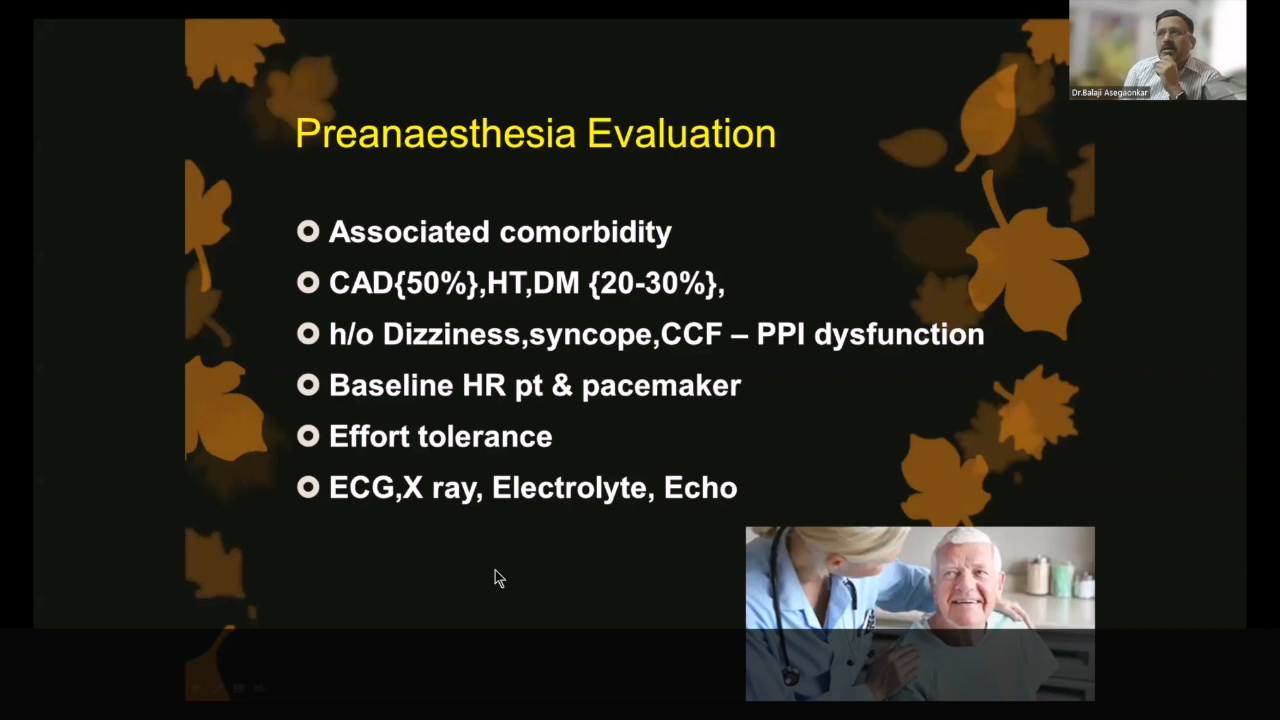 Dr.Balaji Asegaonkar
Preanaesthesia Evaluation
Associated comorbidity
CAD{50%},HT,DM {20-30%},
h/o Dizziness,syncope,CCF – PPI dysfunction
Baseline HR pt & pacemaker
Effort tolerance
ECG,X ray, Electrolyte, Echo